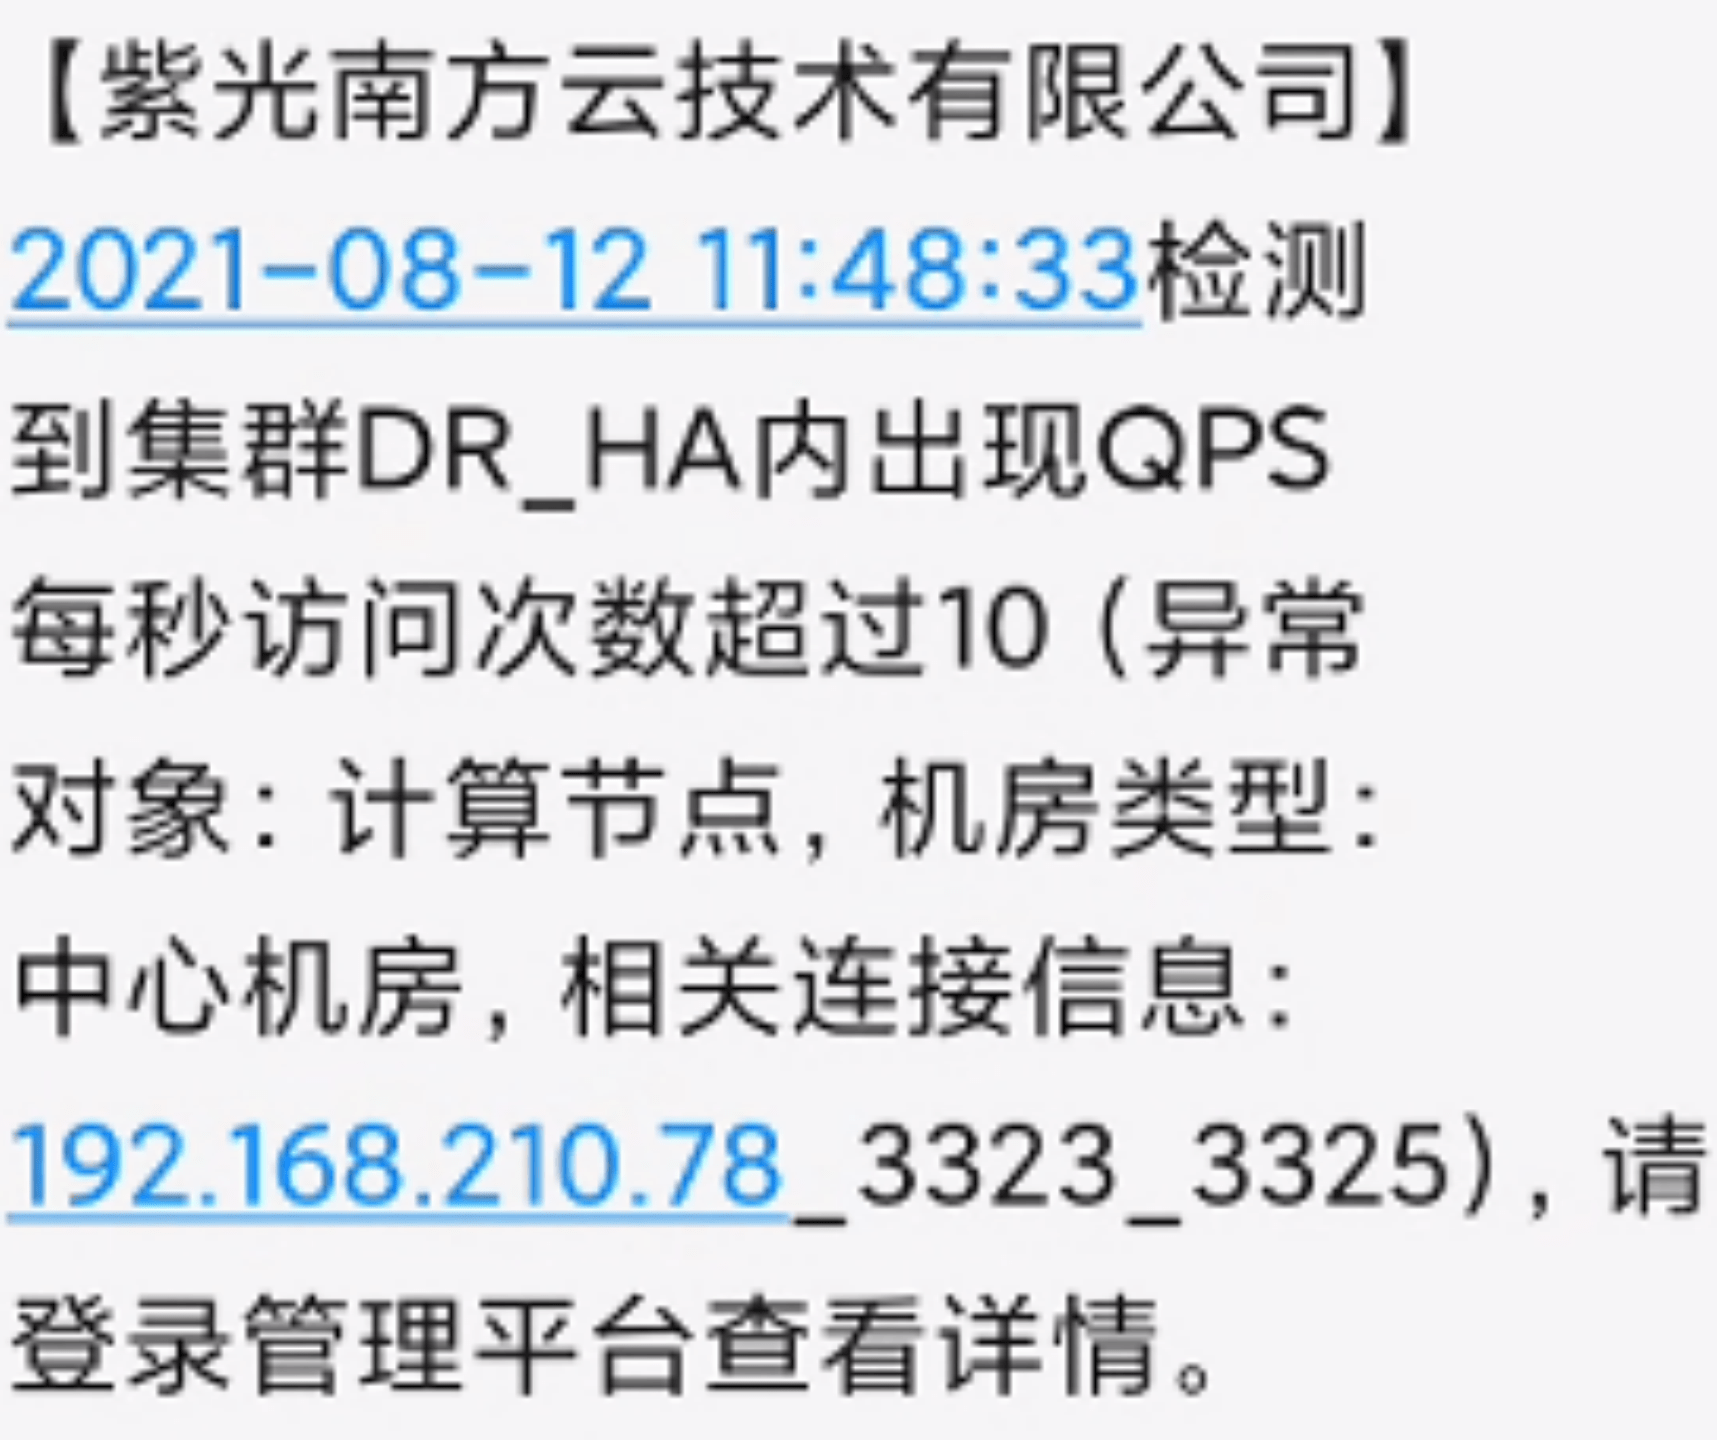 【紫光南方云技术有限公司】
2021-08-12 11:48:33检测
到集群DR_HA内出现QPS
每秒访问次数超过10（异常
对象：计算节点，机房类型：
中心机房，相关连接信息：
192.168.210.78_3323_3325），请
登录管理平台查看详情。